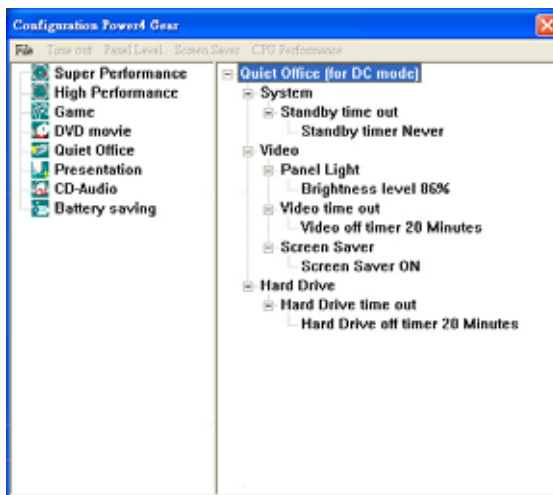 Configuration Power4 Gear
File Time out Panel Level Screen Saver CPU Performance
Super Performance
High Performance
Game
DVD movie
Quiet Office
Presentation
CD-Audio
Battery saving
Quiet Office (for DC mode)
System
Standby time out
Standby timer Never
Video
Panel Light
Brightness level 86%
Video time out
Video off timer 20 Minutes
Screen Saver
Screen Saver ON
Hard Drive
Hard Drive time out
Hard Drive off timer 20 Minutes